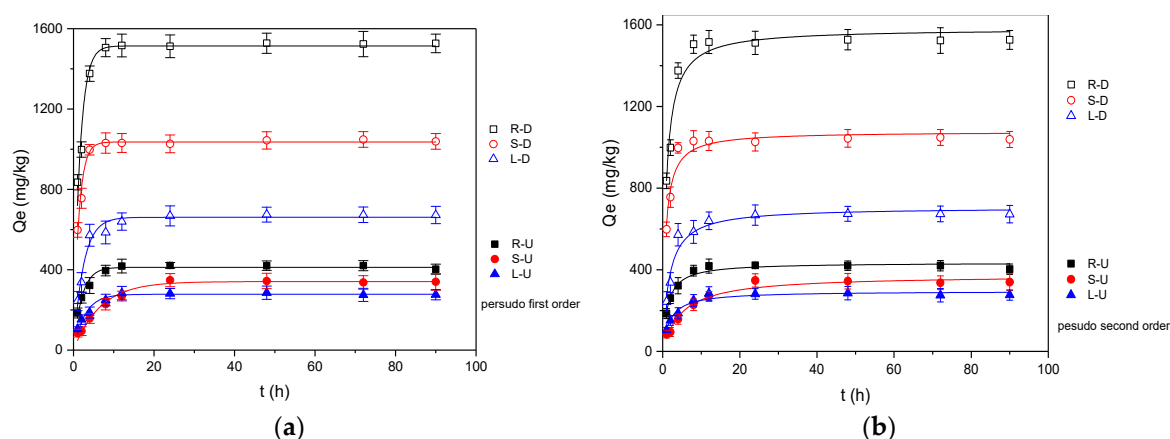 1600
1200
800
400
0
Qe (mg/kg)
0 20 40 60 80 100
t (h)
R-D
S-D
L-D
R-U
S-U
L-U
persudo first order
(a)
1600
1200
800
400
0
Qe (mg/kg)
0 20 40 60 80 100
t (h)
R-D
S-D
L-D
R-U
S-U
L-U
pesudo second order
(b)